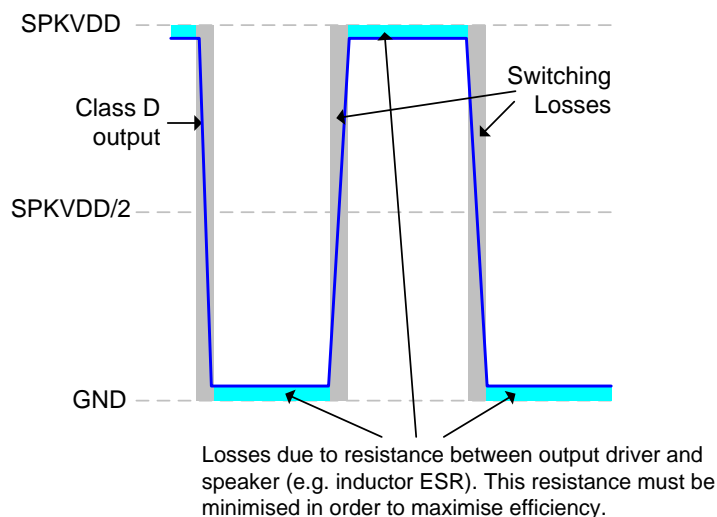 SPKVDD
Switching
Losses
Class D
output
SPKVDD/2
GND
Losses due to resistance between output driver and
speaker (e.g. inductor ESR). This resistance must be
minimised in order to maximise efficiency.